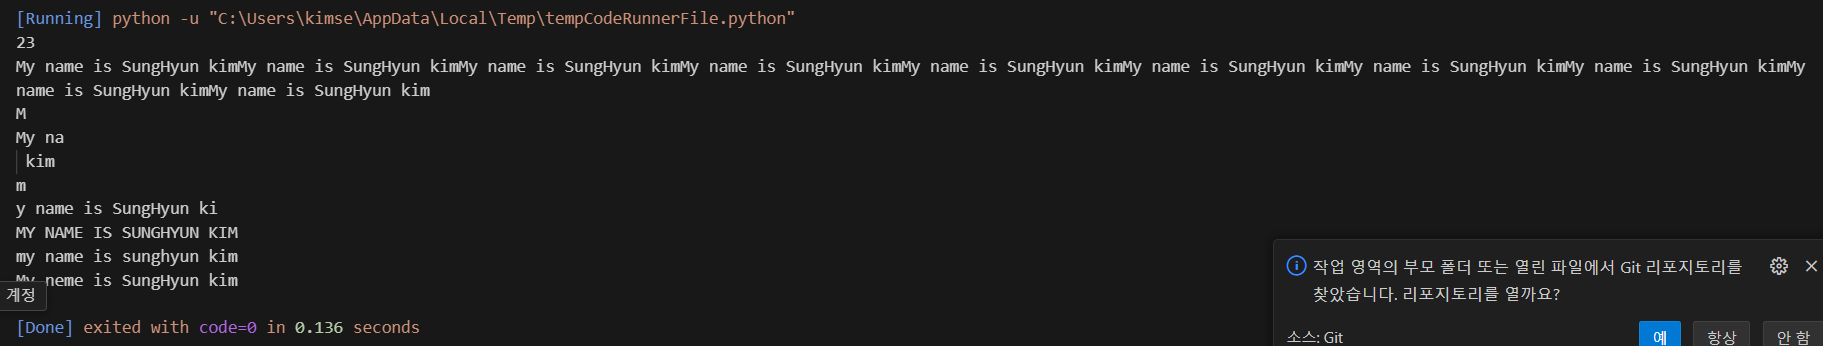 [Running] python -u "C:\Users\kimse\AppData\Local\Temp\tempCodeRunnerFile.python"
23
My name is SungHyun kimMy name is SungHyun kimMy name is SungHyun kimMy name is SungHyun kimMy name is SungHyun kimMy name is SungHyun kimMy name is SungHyun kimMy name is SungHyun kimMy
name is SungHyun kimMy name is SungHyun kim
M
My na
kim
m
y name is SungHyun ki
MY NAME IS SUNGHYUN KIM
my name is sunghyun kim
My neme is SungHyun kim
계정
[Done] exited with code=0 in 0.136 seconds
작업 영역의 부모 폴더 또는 열린 파일에서 Git 리포지토리를
찾았습니다. 리포지토리를 열까요?
소스: Git
예 항상 안 함